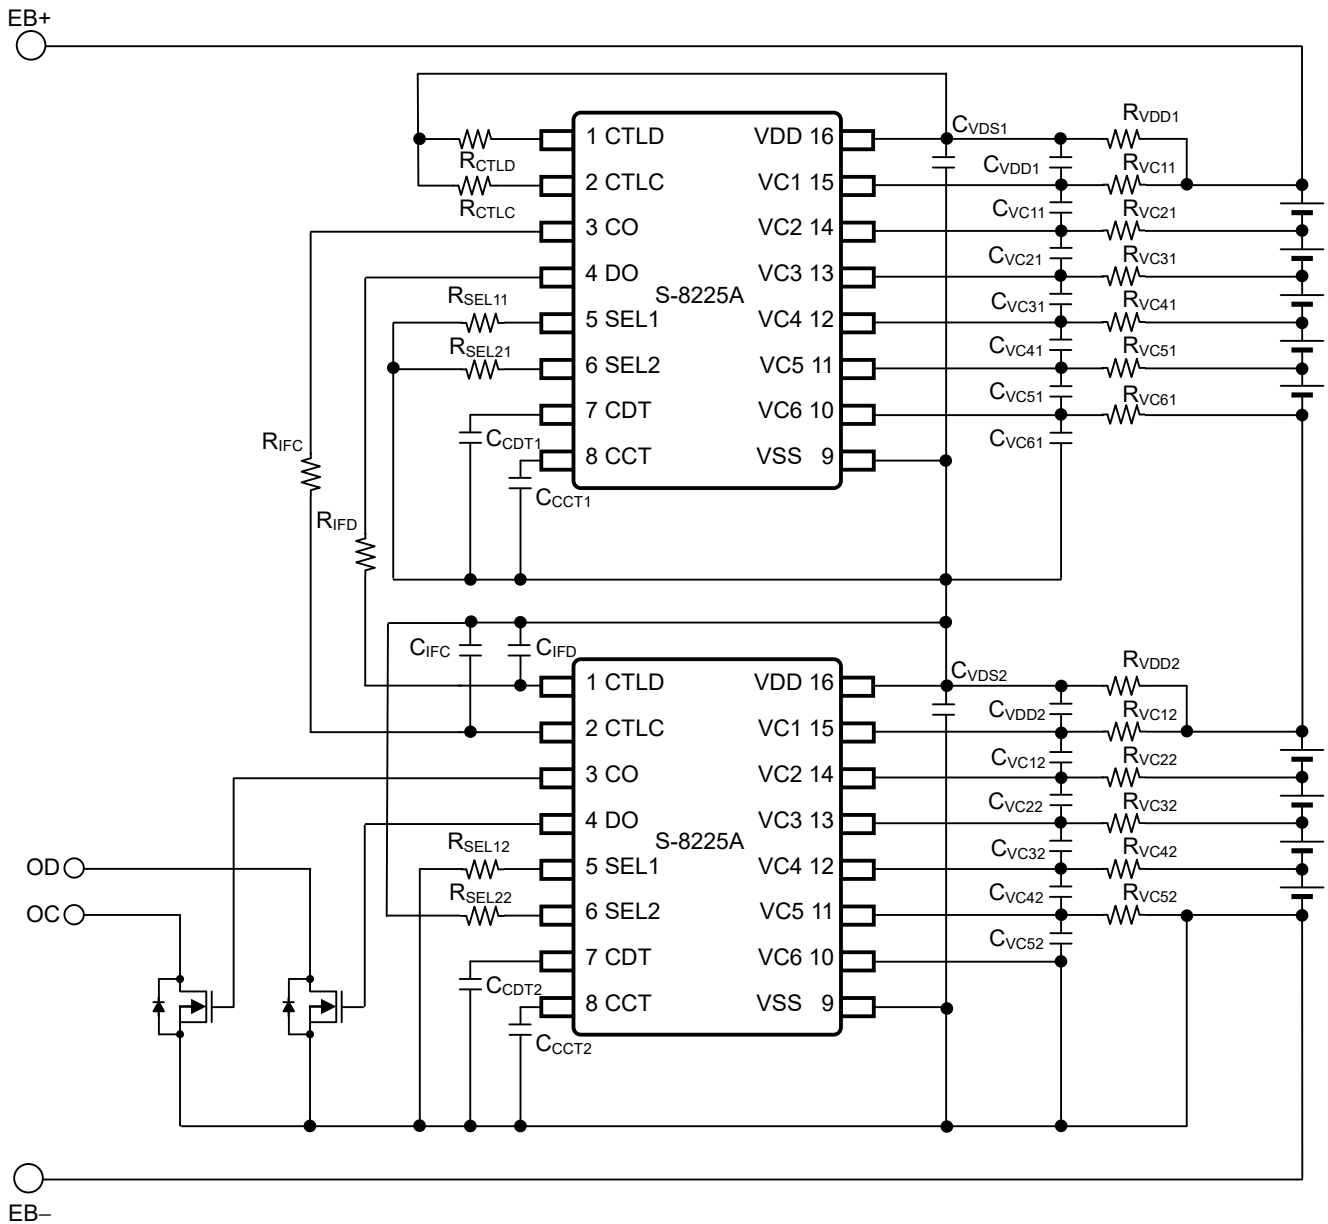 EB+
1 CTLD
2 CTLC
3 CO
4 DO
5 SEL1
6 SEL2
7 CDT
8 CCT
VDD 16
VC1 15
VC2 14
VC3 13
VC4 12
VC5 11
VC6 10
VSS 9
S-8225A
RCTLD
RCTLC
RSEL11
RSEL21
CCDT1
CCCT1
RIFC
RIFD
CVDS1
CVDD1
CVC11
CVC21
CVC31
CVC41
CVC51
CVC61
RVDD1
RVC11
RVC21
RVC31
RVC41
RVC51
RVC61
CIFC
CIFD
1 CTLD
2 CTLC
3 CO
4 DO
5 SEL1
6 SEL2
7 CDT
8 CCT
VDD 16
VC1 15
VC2 14
VC3 13
VC4 12
VC5 11
VC6 10
VSS 9
S-8225A
RSEL12
RSEL22
CCDT2
CCCT2
CVDS2
CVDD2
CVC12
CVC22
CVC32
CVC42
CVC52
RVDD2
RVC12
RVC22
RVC32
RVC42
RVC52
OD
OC
EB−